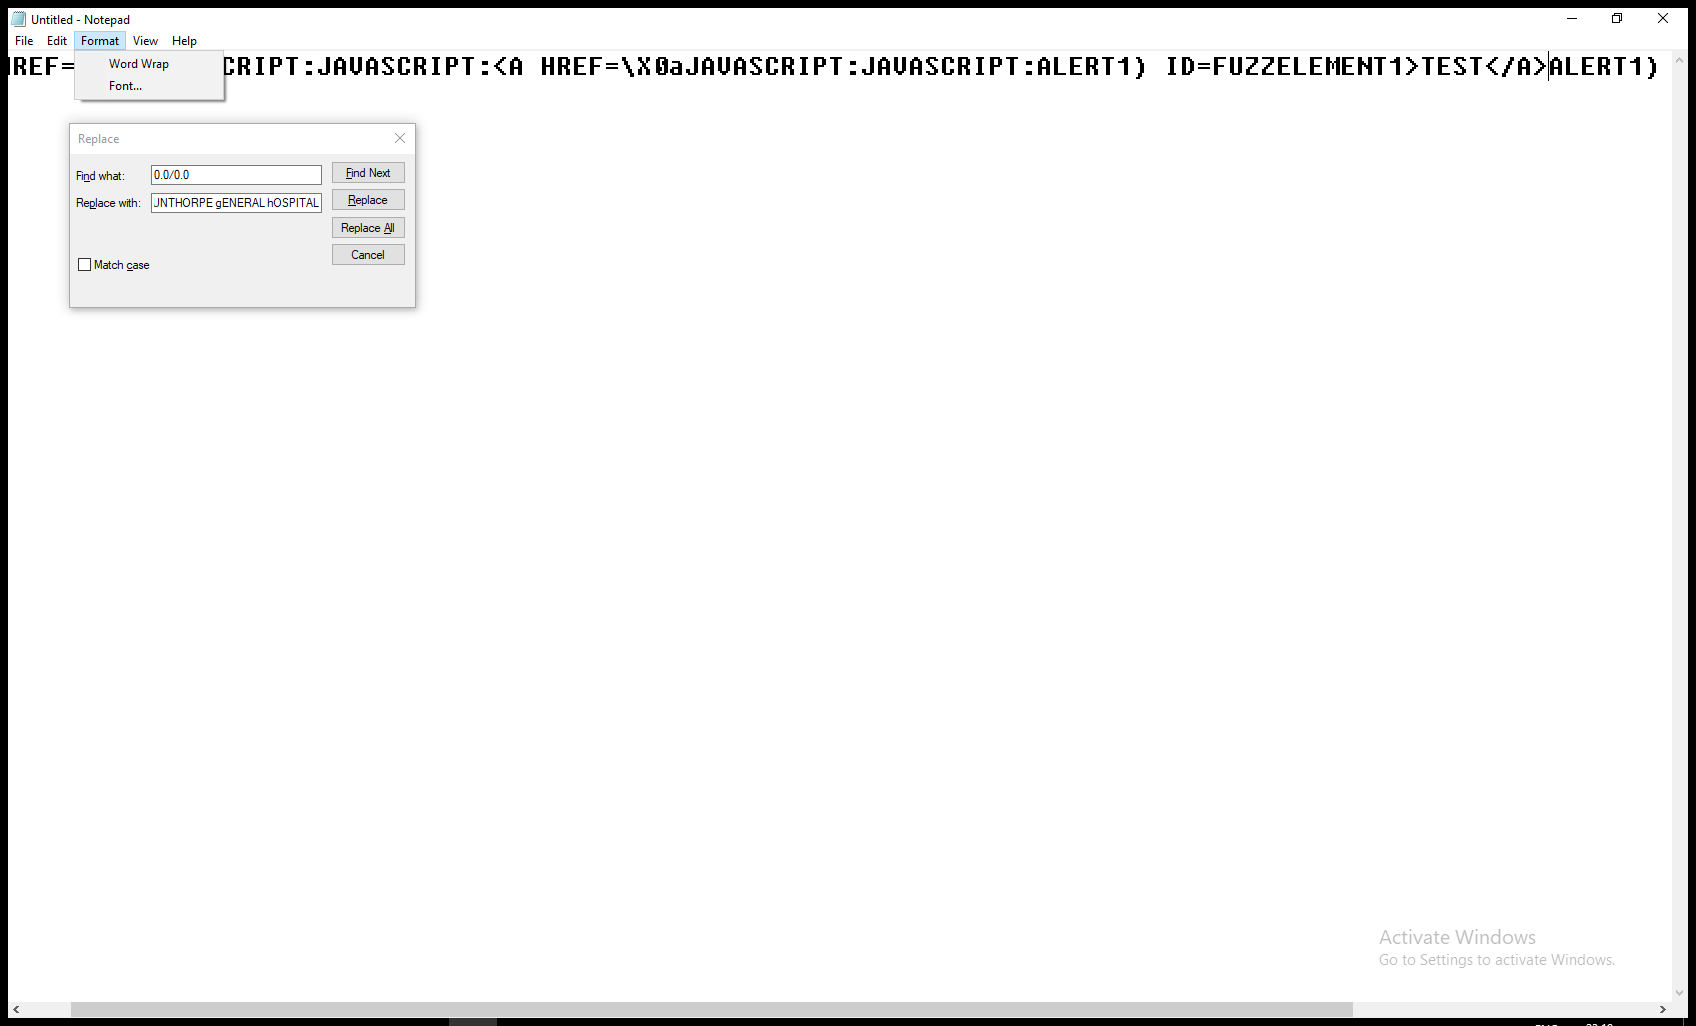 Untitled - Notepad
File Edit Format View Help
Word Wrap
Font...
HREF= CRIPT:JAVASCRIPT:<A HREF=\X0aJAVASCRIPT:JAVASCRIPT:ALERT1) ID=FUZZELEMENT1>TEST</A>ALERT1)
Replace
Find what: 0.0/0.0 Find Next
Replace with: UNTHORPE gENERAL hOSPITAL Replace
Replace All
Cancel
Match case
Activate Windows
Go to Settings to activate Windows.